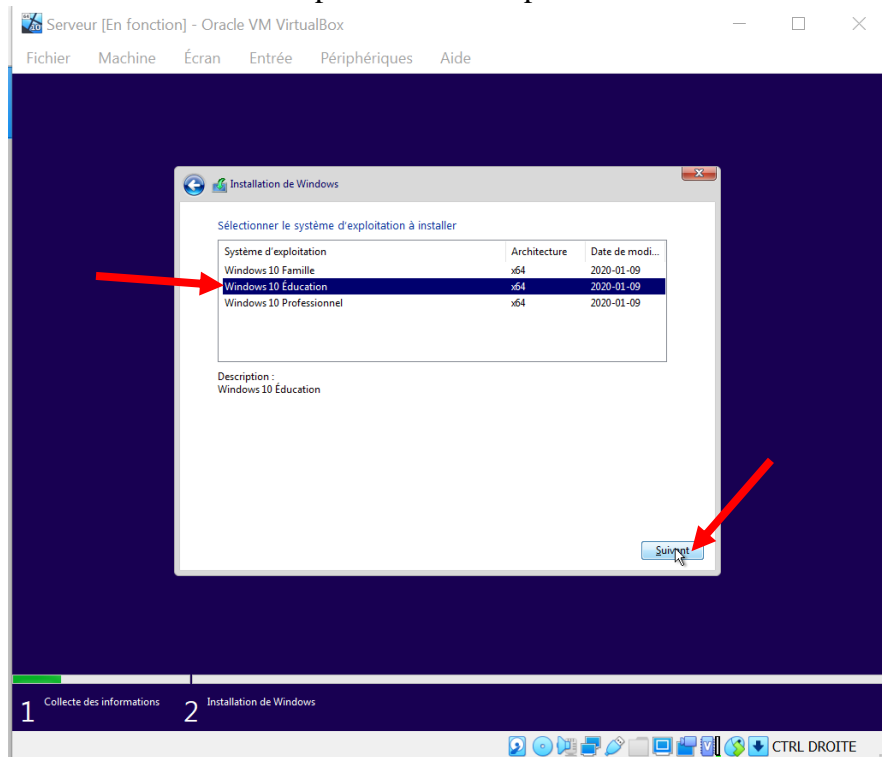 Serveur [En fonction] - Oracle VM VirtualBox
Fichier Machine Écran Entrée Périphériques Aide
Installation de Windows
Sélectionner le système d'exploitation à installer
Système d'exploitation Architecture Date de modi...
Windows 10 Famille x64 2020-01-09
Windows 10 Éducation x64 2020-01-09
Windows 10 Professionnel x64 2020-01-09
Description :
Windows 10 Éducation
Suivant
1 Collecte des informations 2 Installation de Windows
CTRL DROITE